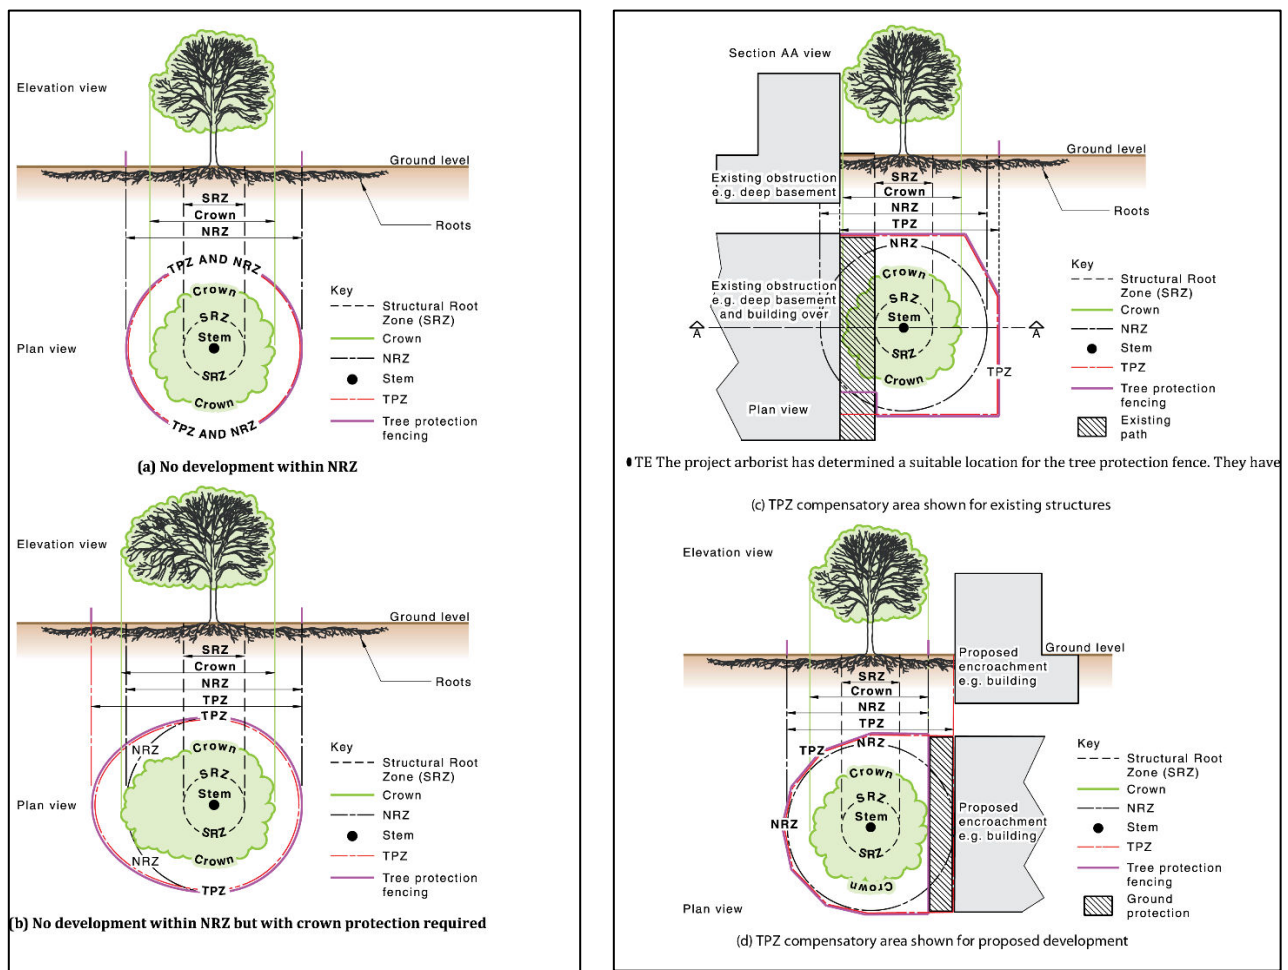 Elevation view
Ground level
SRZ
Crown
NRZ
Roots
TPZ AND NRZ
Crown
SRZ
Stem
SRZ
Crown
TPZ AND NRZ
Plan view
Key
Structural Root
Zone (SRZ)
Crown
NRZ
Stem
TPZ
Tree protection
fencing
(a) No development within NRZ
Elevation view
Ground level
SRZ
Crown
NRZ
TPZ
Roots
TPZ
NRZ
Crown
SRZ
Stem
SRZ
Crown
NRZ
TPZ
Plan view
Key
Structural Root
Zone (SRZ)
Crown
NRZ
Stem
TPZ
Tree protection
fencing
(b) No development within NRZ but with crown protection required
Section AA view
Ground level
Existing obstruction
e.g. deep basement
SRZ
Crown
NRZ
TPZ
Roots
NRZ
Crown
SRZ
Stem
SRZ
Crown
TPZ
Existing obstruction
e.g. deep basement
and building over
A
A
Plan view
Key
Structural Root
Zone (SRZ)
Crown
NRZ
Stem
TPZ
Tree protection
fencing
Existing
path
TE The project arborist has determined a suitable location for the tree protection fence. They have
(c) TPZ compensatory area shown for existing structures
Elevation view
Ground level
Proposed
encroachment
e.g. building
SRZ
Crown
NRZ
TPZ
NRZ
TPZ
Crown
SRZ
Stem
SRZ
Crown
NRZ
Proposed
encroachment
e.g. building
Plan view
Key
Structural Root
Zone (SRZ)
Crown
NRZ
Stem
TPZ
Tree protection
fencing
Ground
protection
(d) TPZ compensatory area shown for proposed development